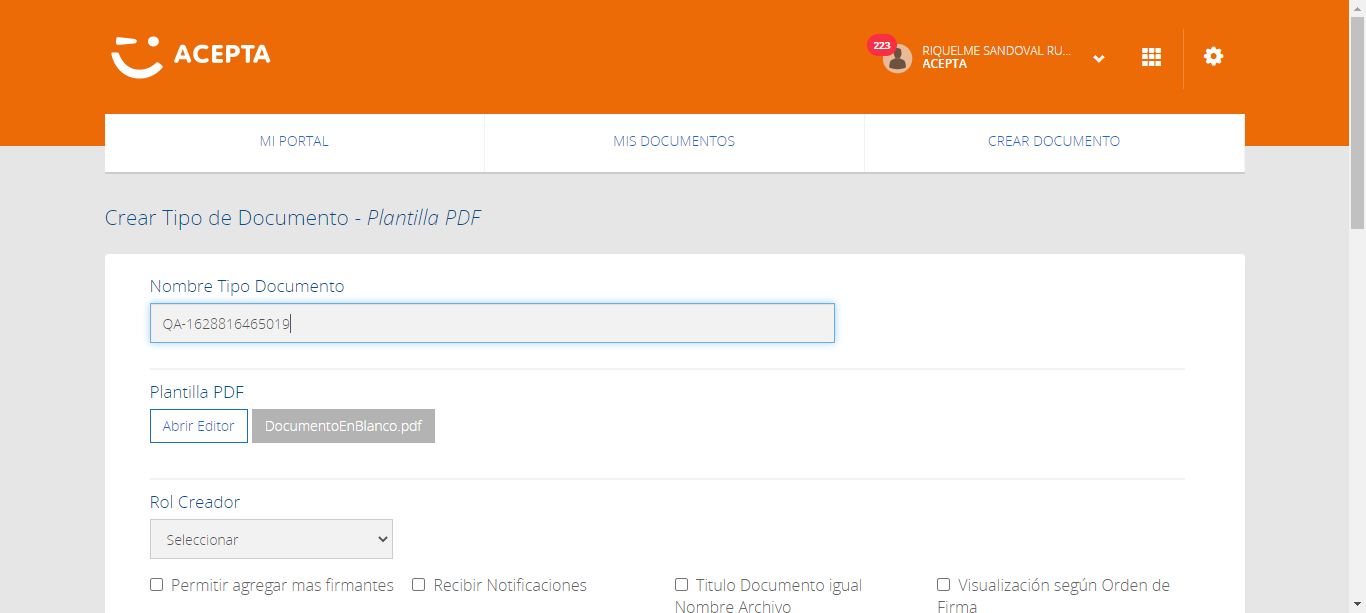 ACEPTA
223
RIQUELME SANDOVAL RU...
ACEPTA
MI PORTAL
MIS DOCUMENTOS
CREAR DOCUMENTO
Crear Tipo de Documento - Plantilla PDF
Nombre Tipo Documento
QA-1628816465019
Plantilla PDF
Abrir Editor
DocumentoEnBlanco.pdf
Rol Creador
Seleccionar
Permitir agregar mas firmantes
Recibir Notificaciones
Titulo Documento igual
Nombre Archivo
Visualización según Orden de
Firma